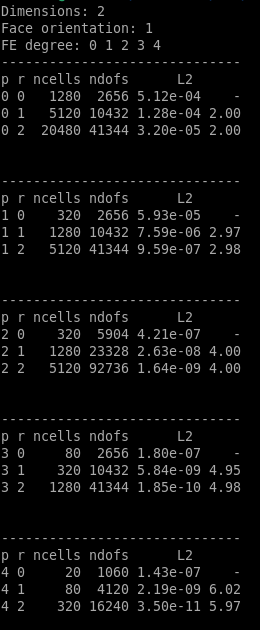 Dimensions: 2
Face orientation: 1
FE degree: 0 1 2 3 4
------------------------------
p r ncells ndofs      L2
0 0   1280  2656 5.12e-04    -
0 1   5120 10432 1.28e-04 2.00
0 2  20480 41344 3.20e-05 2.00
------------------------------
p r ncells ndofs      L2
1 0    320  2656 5.93e-05    -
1 1   1280 10432 7.59e-06 2.97
1 2   5120 41344 9.59e-07 2.98
------------------------------
p r ncells ndofs      L2
2 0    320  5904 4.21e-07    -
2 1   1280 23328 2.63e-08 4.00
2 2   5120 92736 1.64e-09 4.00
------------------------------
p r ncells ndofs      L2
3 0     80  2656 1.80e-07    -
3 1    320 10432 5.84e-09 4.95
3 2   1280 41344 1.85e-10 4.98
------------------------------
p r ncells ndofs      L2
4 0     20  1060 1.43e-07    -
4 1     80  4120 2.19e-09 6.02
4 2    320 16240 3.50e-11 5.97